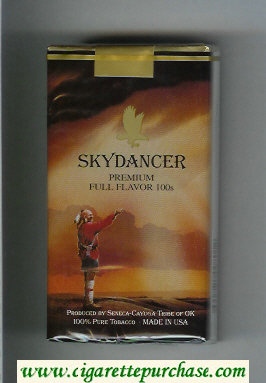 SKYDANCER
PREMIUM
FULL FLAVOR 100s
PRODUCED BY SENECA-CAYUGA TRIBE OF OK
100% PURE TOBACCO MADE IN USA
www.cigarettepurchase.com